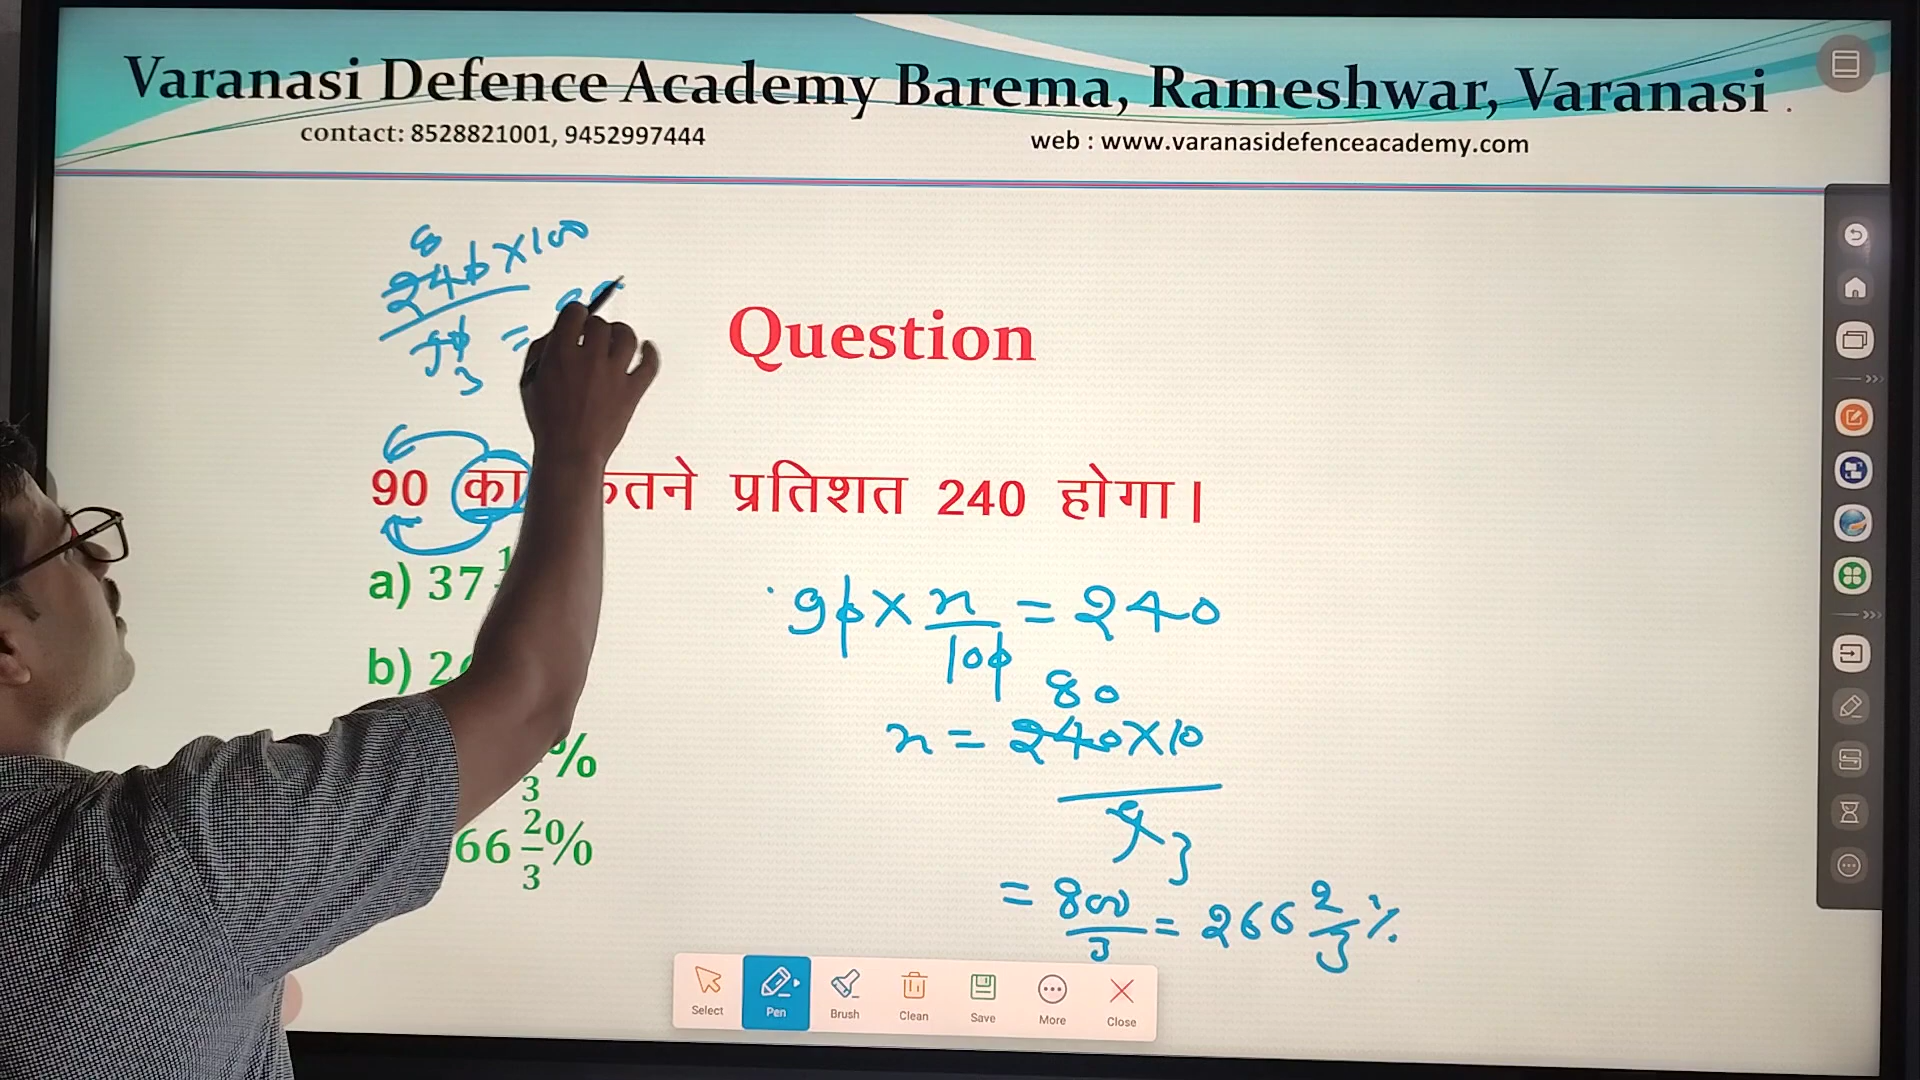 Varanasi Defence Academy Barema, Rameshwar, Varanasi .
contact: 8528821001, 9452997444
web : www.varanasidefenceacademy.com
8
240×100
90 =
3
Question
90 का कतने प्रतिशत 240 होगा।
a) 37
b) 2
%
3
66 2/3%
90 × x/100 = 240
80
x = 240×10
9 3
= 800/3 = 266 2/3 %
Select Pen Brush Clean Save More Close